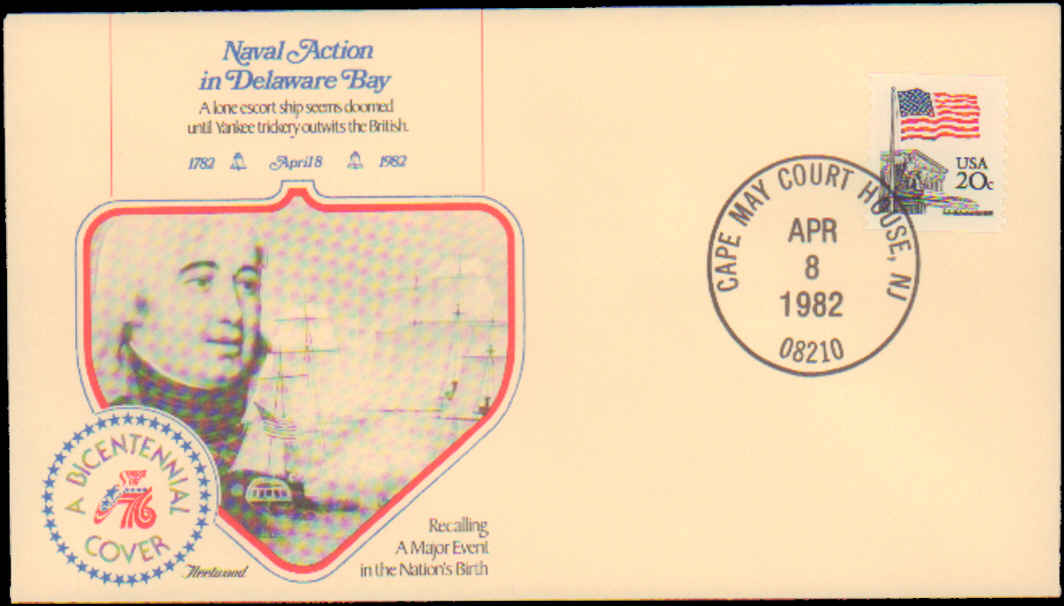 Naval Action
in Delaware Bay
A lone escort ship seems doomed
until Yankee trickery outwits the British.
1782 April 8 1982
USA
20c
CAPE MAY COURT HOUSE, NJ
APR
8
1982
08210
A BICENTENNIAL
76
COVER
Fleetwood
Recalling
A Major Event
in the Nation's Birth